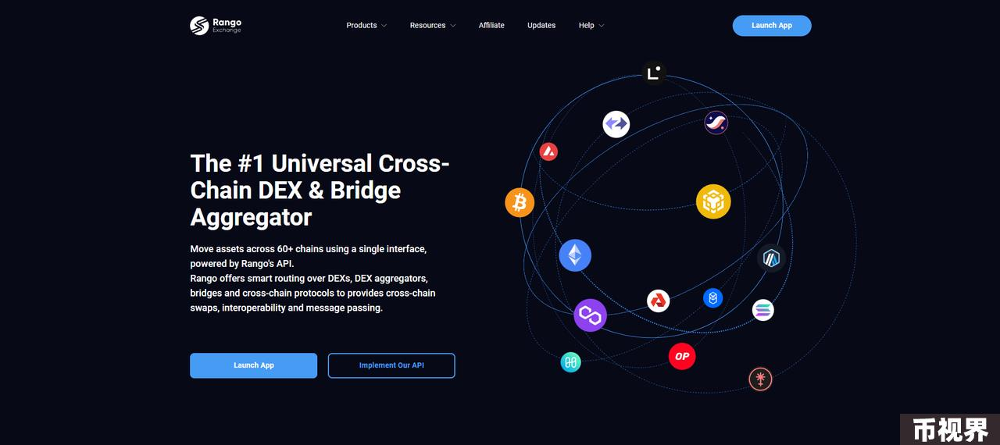 Rango
Exchange
Products
Resources
Affiliate
Updates
Help
Launch App
The #1 Universal Cross-
Chain DEX & Bridge
Aggregator
Move assets across 60+ chains using a single interface,
powered by Rango's API.
Rango offers smart routing over DEXs, DEX aggregators,
bridges and cross-chain protocols to provides cross-chain
swaps, interoperability and message passing.
Launch App
Implement Our API
OP
币视界